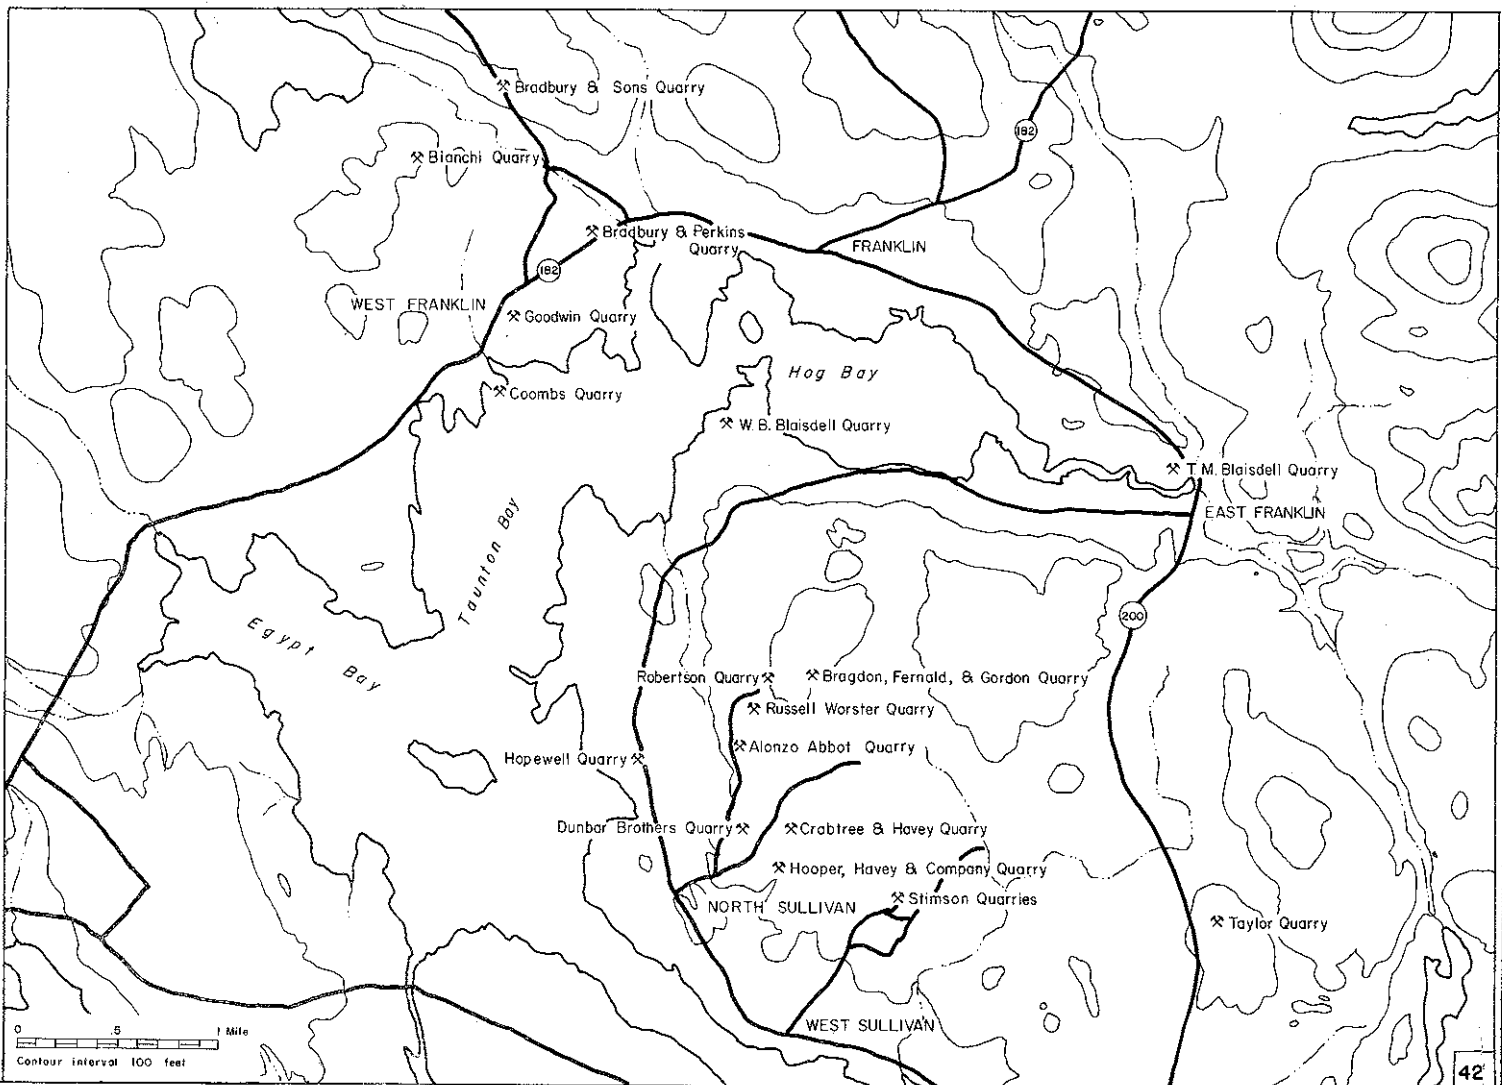 Bradbury & Sons Quarry
182
Bianchi Quarry
Bradbury & Perkins
Quarry
FRANKLIN
182
WEST FRANKLIN
Goodwin Quarry
Hog Bay
Coombs Quarry
W. B. Blaisdell Quarry
T. M. Blaisdell Quarry
EAST FRANKLIN
Taunton Bay
Egypt Bay
200
Robertson Quarry
Bragdon, Fernald, & Gordon Quarry
Russell Worster Quarry
Alonzo Abbot Quarry
Hopewell Quarry
Dunbar Brothers Quarry
Crabtree & Havey Quarry
Hooper, Havey & Company Quarry
Stimson Quarries
NORTH SULLIVAN
Taylor Quarry
WEST SULLIVAN
0 .5 1 Mile
Contour interval 100 feet
42